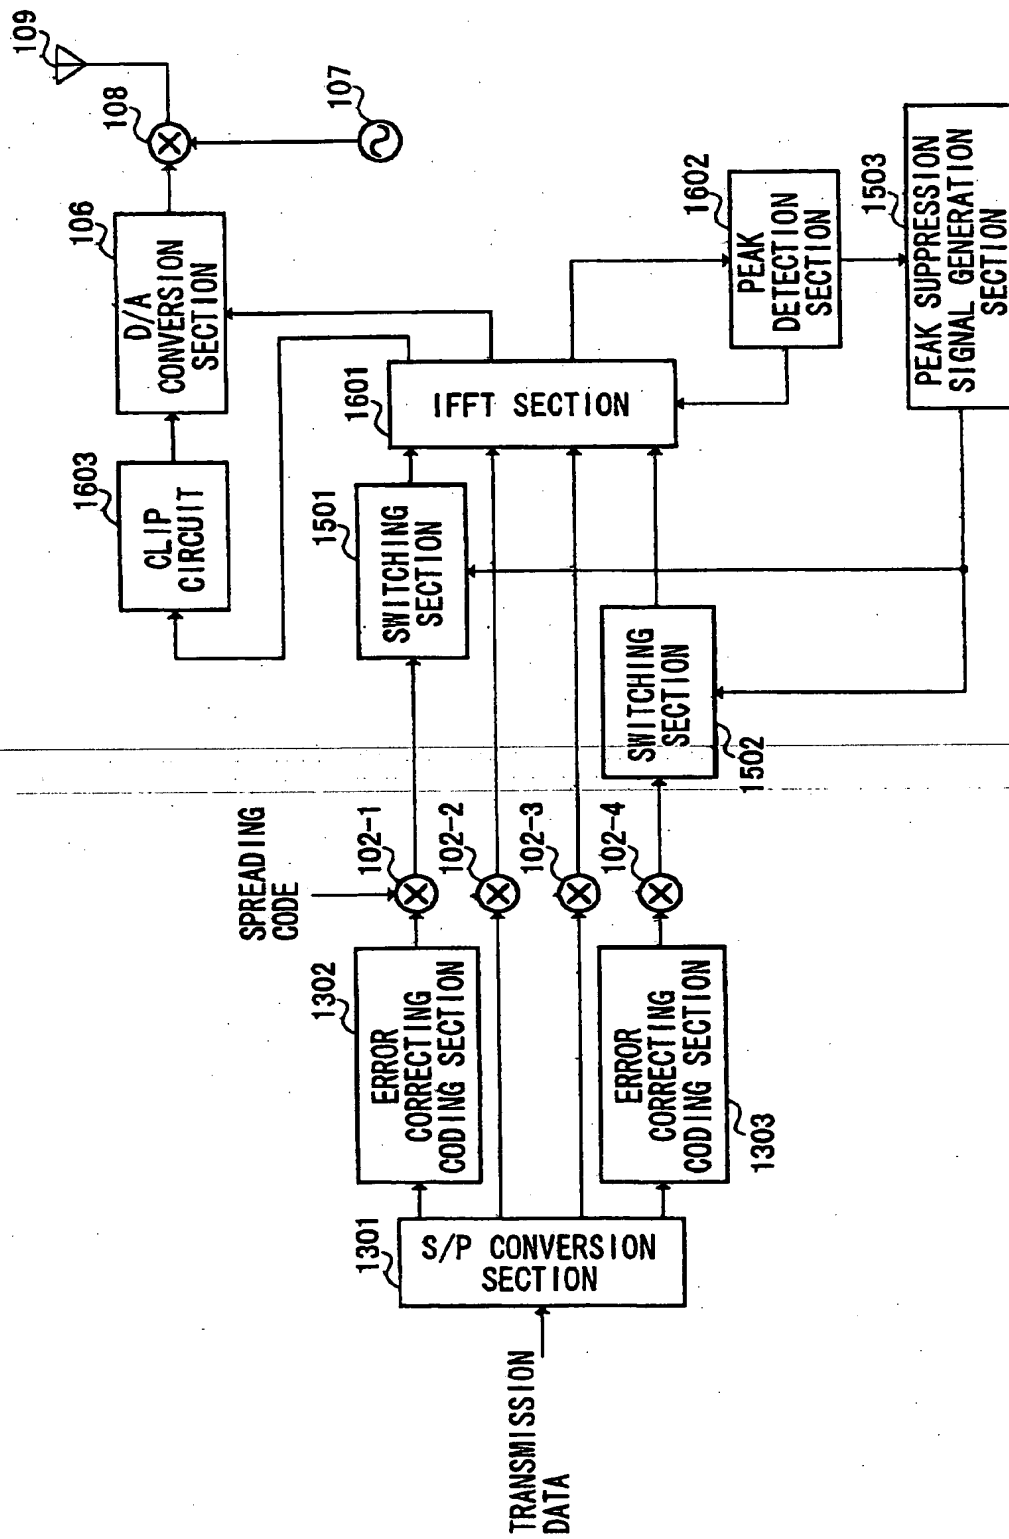 TRANSMISSION
DATA
1301
S/P CONVERSION
SECTION
1302
ERROR
CORRECTING
CODING SECTION
ERROR
CORRECTING
CODING SECTION
1303
SPREADING
CODE
102-1
102-2
102-3
102-4
1501
SWITCHING
SECTION
SWITCHING
SECTION
1502
1601
IFFT SECTION
1603
CLIP
CIRCUIT
106
D/A
CONVERSION
SECTION
108
109
107
1602
PEAK
DETECTION
SECTION
1503
PEAK SUPPRESSION
SIGNAL GENERATION
SECTION